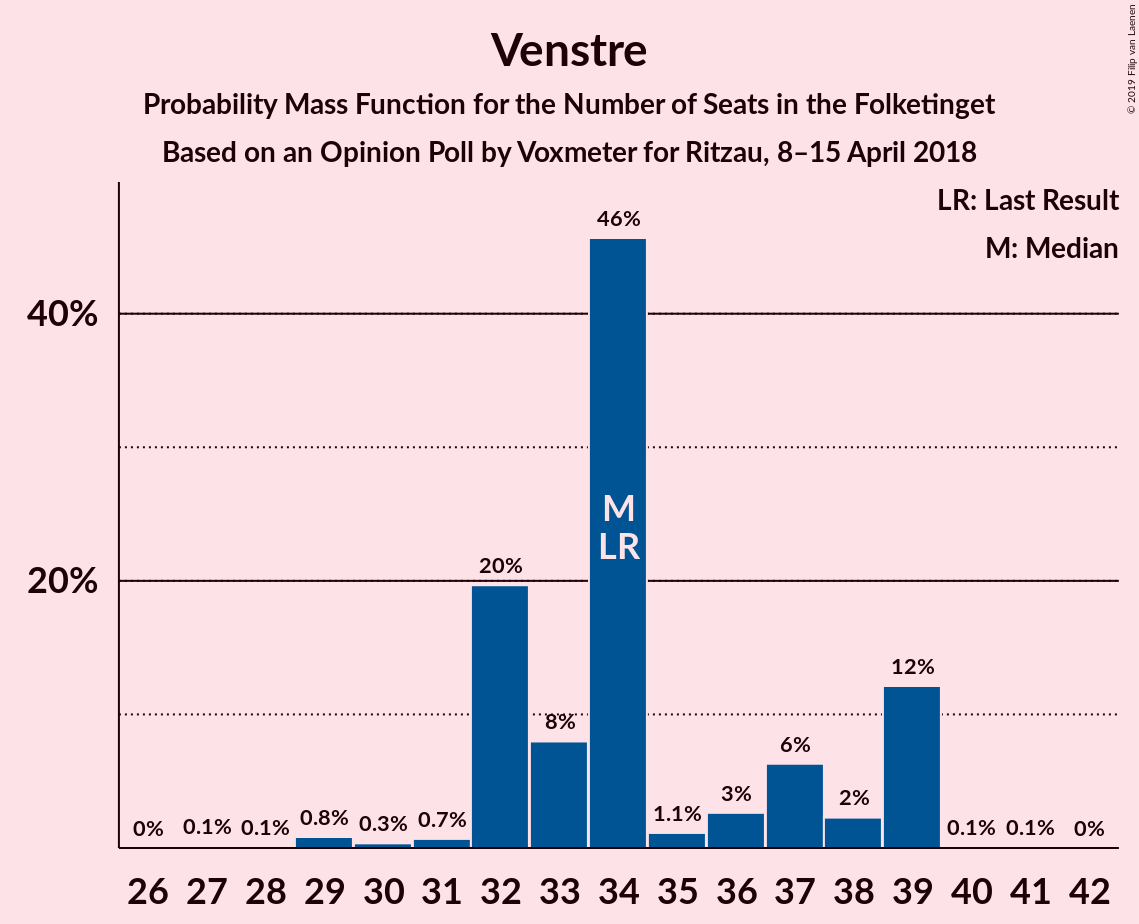 Venstre
Probability Mass Function for the Number of Seats in the Folketinget
Based on an Opinion Poll by Voxmeter for Ritzau, 8–15 April 2018
© 2019 Filip van Laenen
LR: Last Result
M: Median
40%
20%
0%
0.1%
0.1%
0.8%
0.3%
0.7%
20%
8%
46%
M
LR
1.1%
3%
6%
2%
12%
0.1%
0.1%
0%
26 27 28 29 30 31 32 33 34 35 36 37 38 39 40 41 42